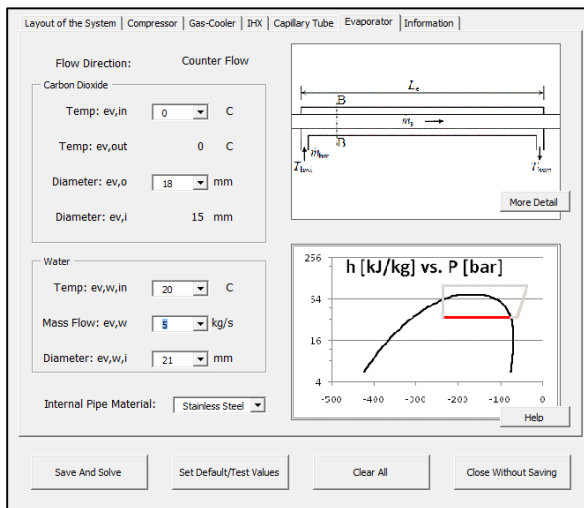 Layout of the System Compressor Gas-Cooler IHX Capillary Tube Evaporator Information
Flow Direction: Counter Flow
Carbon Dioxide
Temp: ev,in 0 C
Temp: ev,out 0 C
Diameter: ev,o 18 mm
Diameter: ev,i 15 mm
Water
Temp: ev,w,in 20 C
Mass Flow: ev,w 5 kg/s
Diameter: ev,w,i 21 mm
Internal Pipe Material: Stainless Steel
B
B
More Detail
h [kJ/kg] vs. P [bar]
256
64
16
4
-500 -400 -300 -200 -100 0
Help
Save And Solve Set Default/Test Values Clear All Close Without Saving